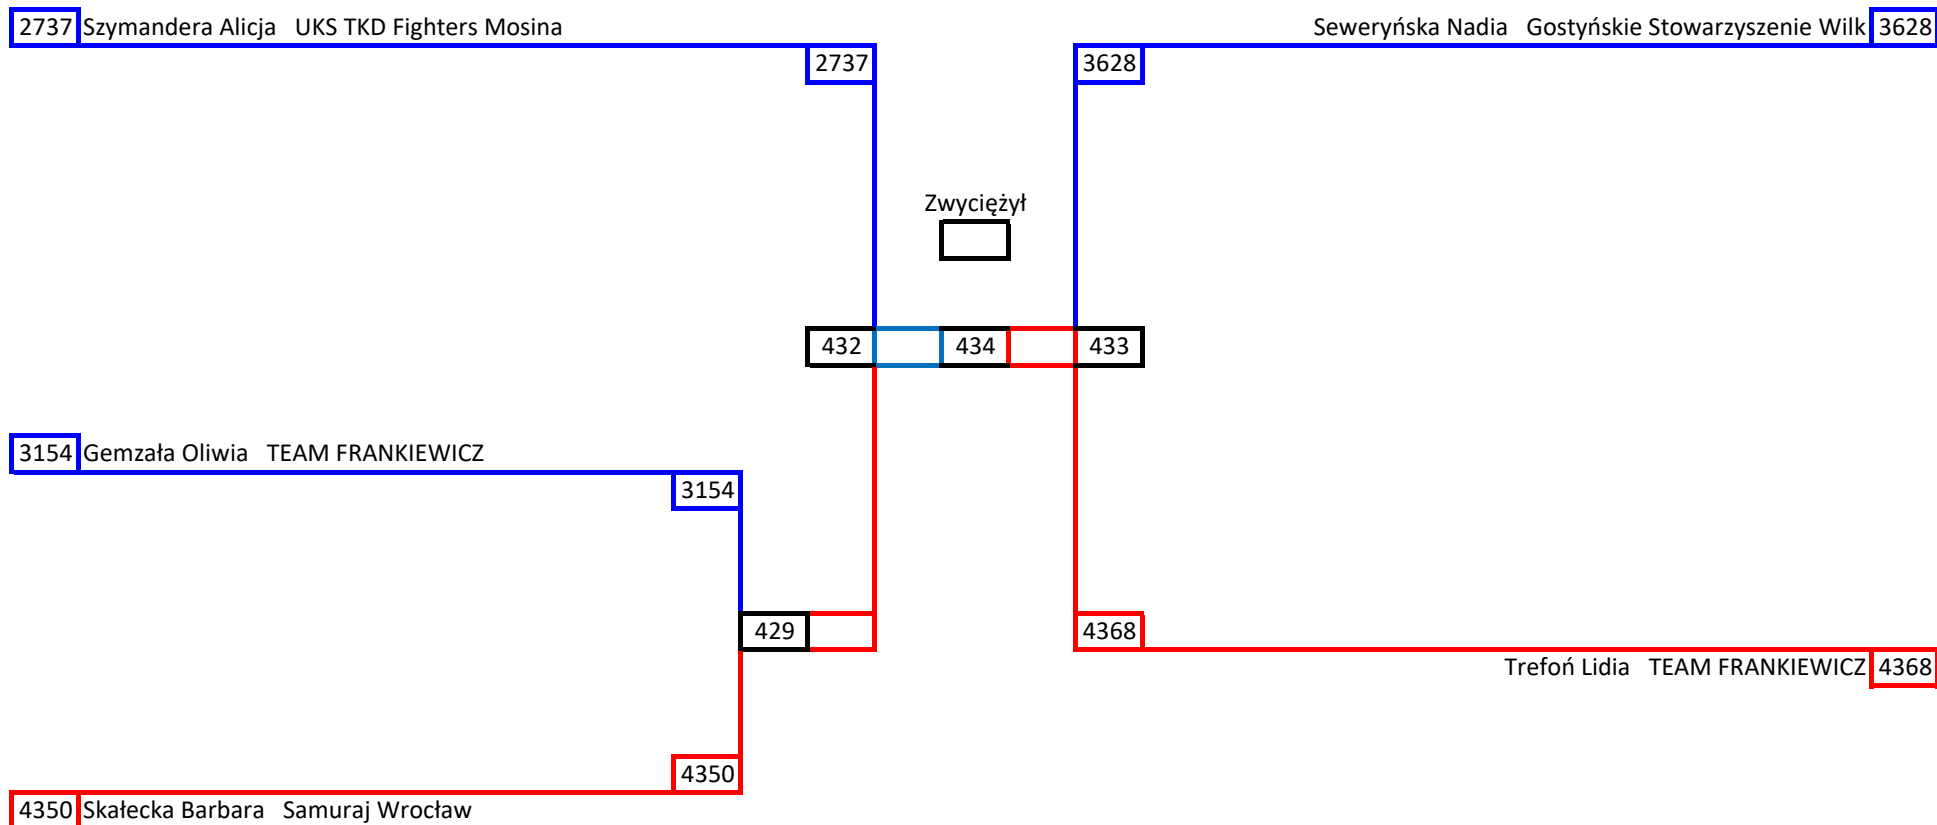 2737 Szymandera Alicja UKS TKD Fighters Mosina
Seweryńska Nadia Gostyńskie Stowarzyszenie Wilk 3628
2737
3628
Zwyciężył
432 434 433
3154 Gemzała Oliwia TEAM FRANKIEWICZ
3154
429
4368
Trefoń Lidia TEAM FRANKIEWICZ 4368
4350
4350 Skałecka Barbara Samuraj Wrocław